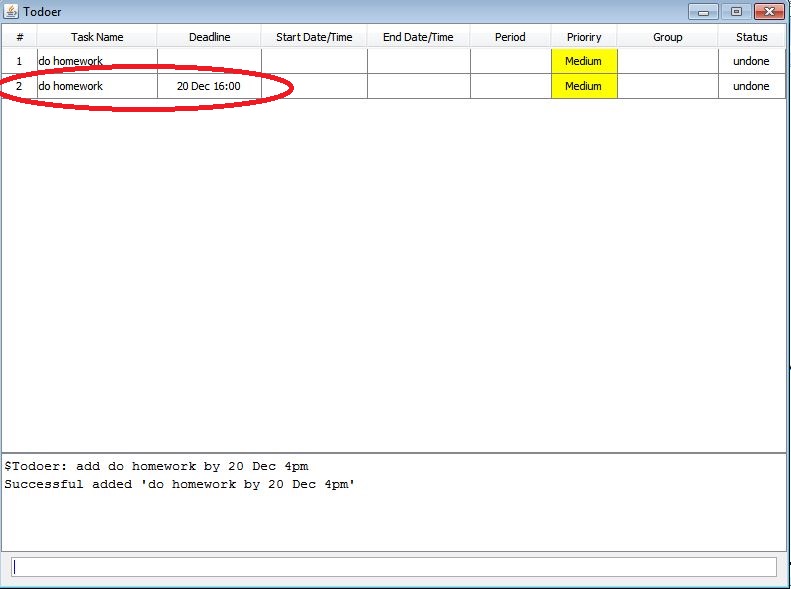 Todoer
# Task Name Deadline Start Date/Time End Date/Time Period Prioriry Group Status
1 do homework Medium undone
2 do homework 20 Dec 16:00 Medium undone
$Todoer: add do homework by 20 Dec 4pm
Successful added 'do homework by 20 Dec 4pm'